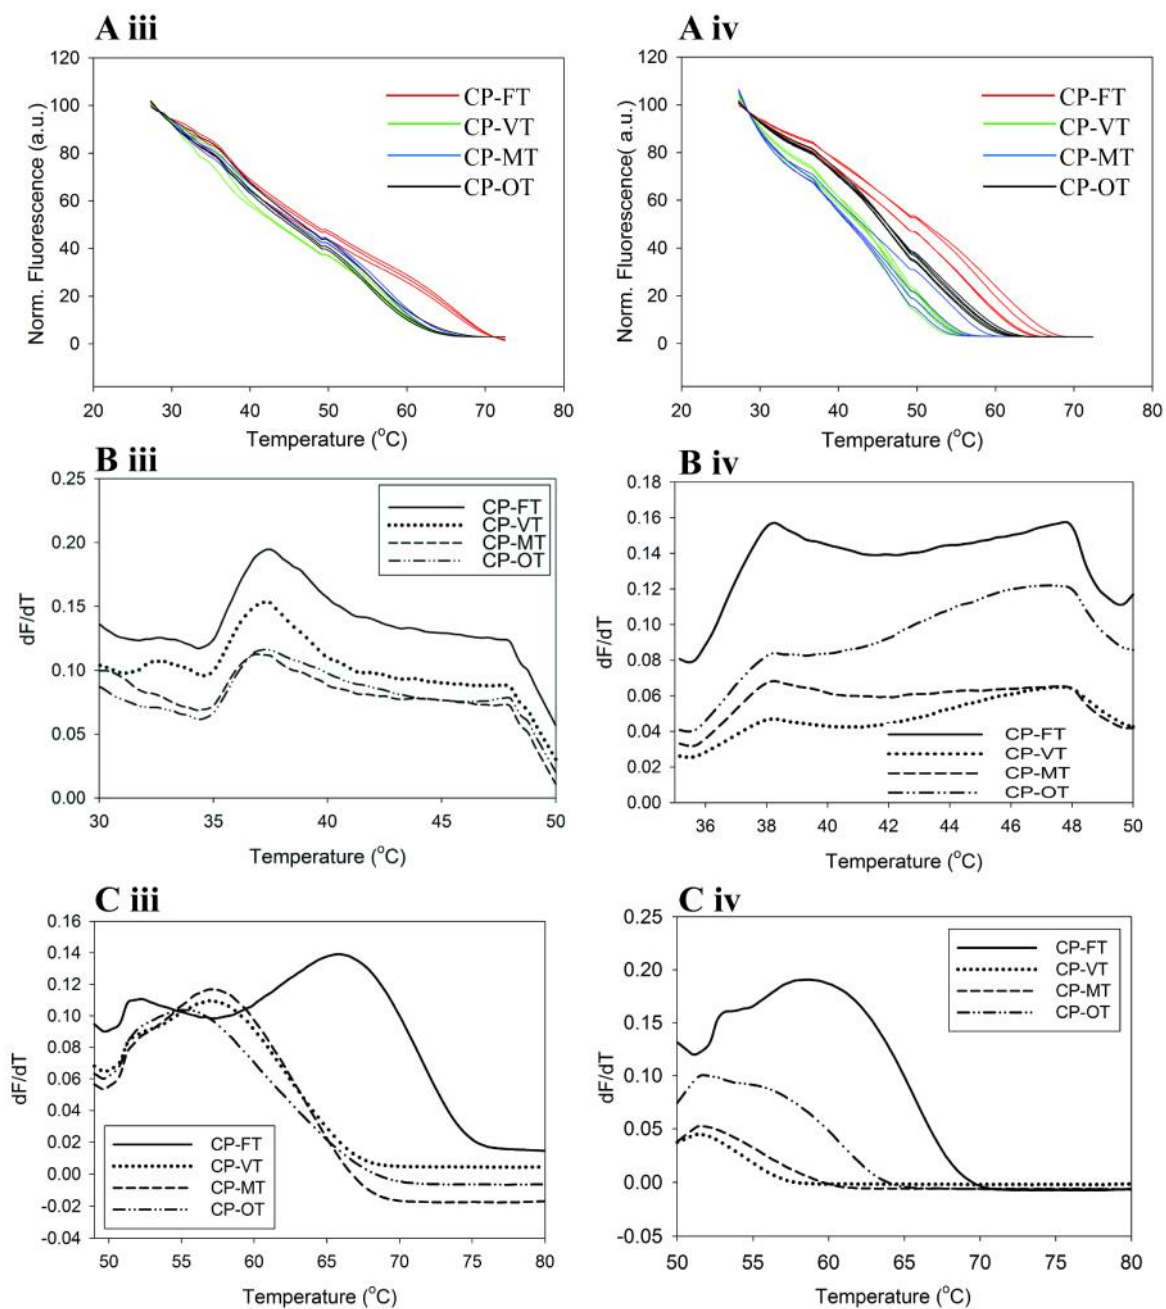 A iii
120
100
80
60
40
20
0
Norm. Fluorescence (a.u.)
CP-FT
CP-VT
CP-MT
CP-OT
20 30 40 50 60 70 80
Temperature (°C)
A iv
120
100
80
60
40
20
0
Norm. Fluorescence( a.u.)
CP-FT
CP-VT
CP-MT
CP-OT
20 30 40 50 60 70 80
Temperature (°C)
B iii
0.25
0.20
0.15
0.10
0.05
0.00
dF/dT
CP-FT
CP-VT
CP-MT
CP-OT
30 35 40 45 50
Temperature (°C)
B iv
0.18
0.16
0.14
0.12
0.10
0.08
0.06
0.04
0.02
0.00
dF/dT
CP-FT
CP-VT
CP-MT
CP-OT
36 38 40 42 44 46 48 50
Temperature (°C)
C iii
0.16
0.14
0.12
0.10
0.08
0.06
0.04
0.02
0.00
-0.02
-0.04
dF/dT
CP-FT
CP-VT
CP-MT
CP-OT
50 55 60 65 70 75 80
Temperature (°C)
C iv
0.25
0.20
0.15
0.10
0.05
0.00
-0.05
dF/dT
CP-FT
CP-VT
CP-MT
CP-OT
50 55 60 65 70 75 80
Temperature (°C)